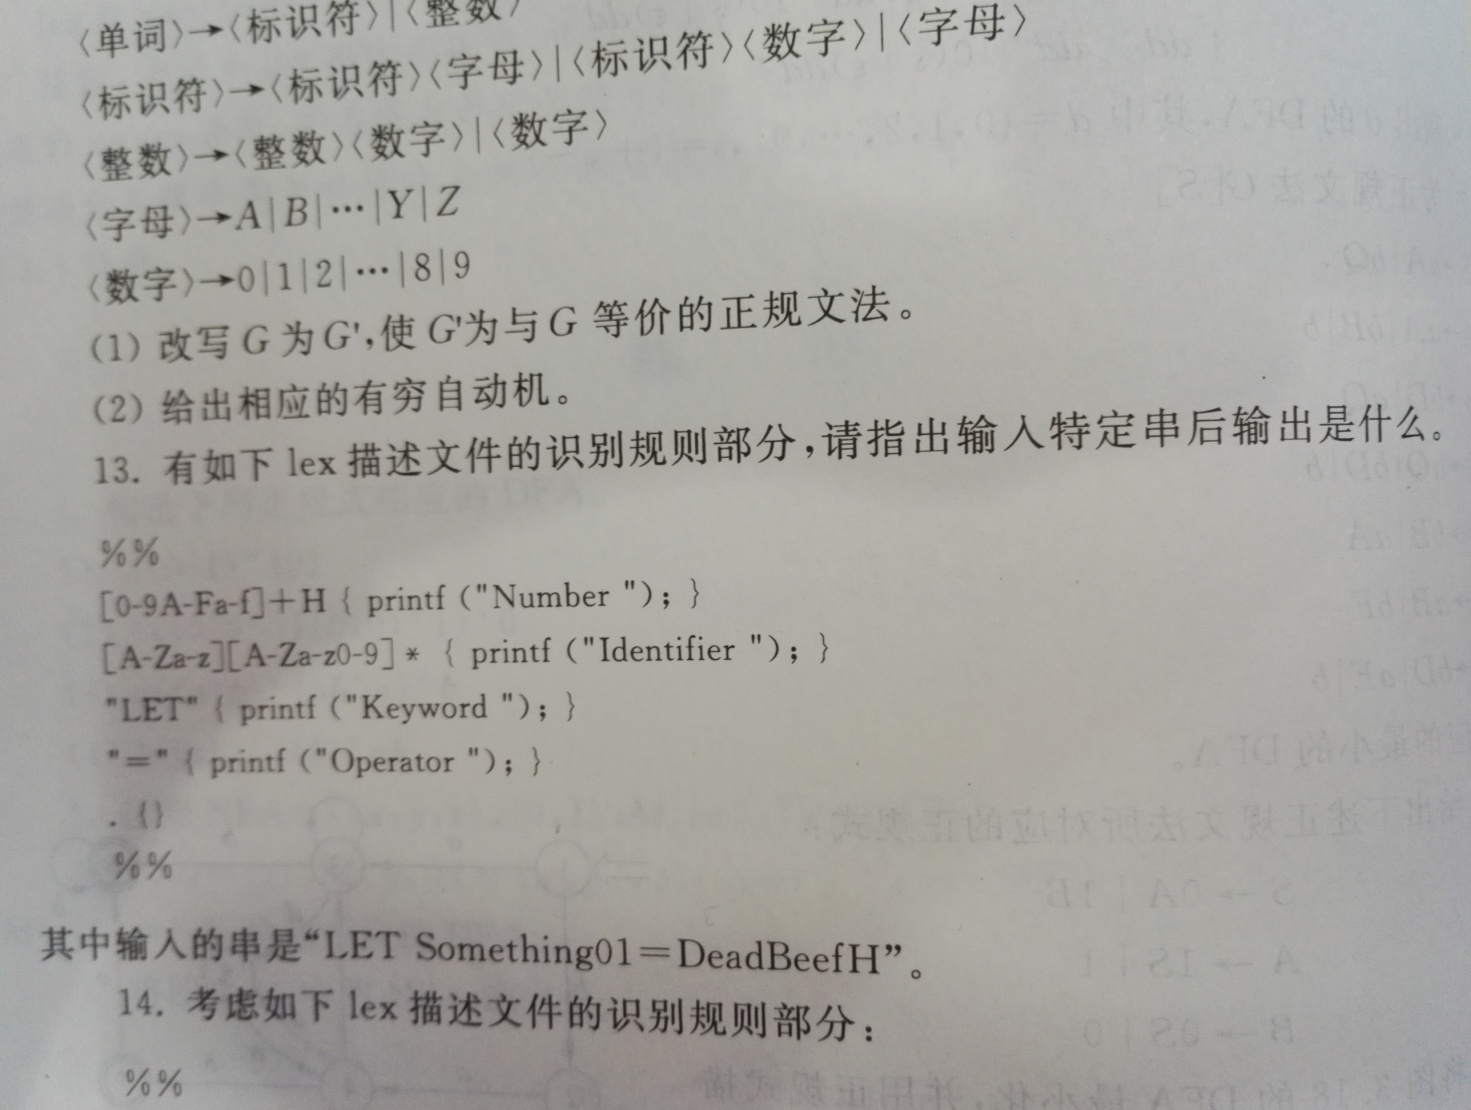 〈单词〉→〈标识符〉|〈整数〉
〈标识符〉→〈标识符〉〈字母〉|〈标识符〉〈数字〉|〈字母〉
〈整数〉→〈整数〉〈数字〉|〈数字〉
〈字母〉→A|B|…|Y|Z
〈数字〉→0|1|2|…|8|9
(1) 改写 G 为 G',使 G'为与 G 等价的正规文法。
(2) 给出相应的有穷自动机。
13. 有如下 lex 描述文件的识别规则部分,请指出输入特定串后输出是什么。
%%
[0-9A-Fa-f]+H { printf ("Number "); }
[A-Za-z][A-Za-z0-9]* { printf ("Identifier "); }
"LET" { printf ("Keyword "); }
"=" { printf ("Operator "); }
. {}
%%
其中输入的串是“LET Something01=DeadBeefH”。
14. 考虑如下 lex 描述文件的识别规则部分:
%%